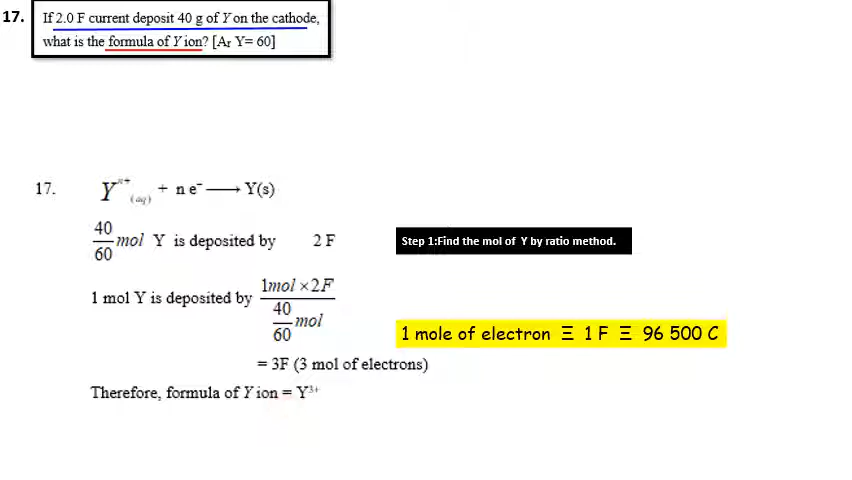 17. If 2.0 F current deposit 40 g of Y on the cathode,
what is the formula of Y ion? [Ar Y= 60]
17. Yⁿ⁺(aq) + n e⁻ ⟶ Y(s)
40/60 mol Y is deposited by 2 F
Step 1:Find the mol of Y by ratio method.
1 mol Y is deposited by (1mol × 2F)/(40/60 mol)
1 mole of electron Ξ 1 F Ξ 96 500 C
= 3F (3 mol of electrons)
Therefore, formula of Y ion = Y³⁺